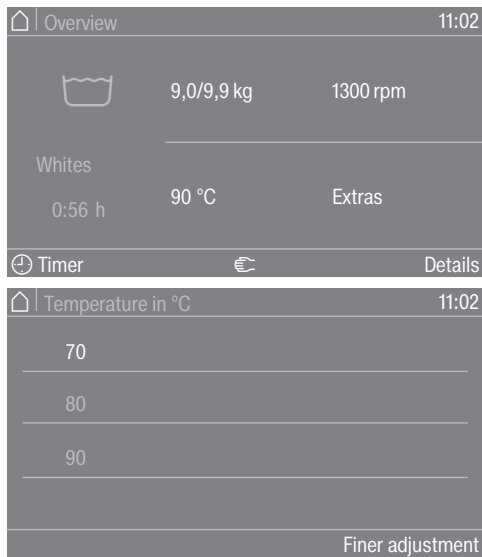 Overview 11:02
9,0/9,9 kg 1300 rpm
Whites
0:56 h
90 °C Extras
Timer Details
Temperature in °C 11:02
70
80
90
Finer adjustment